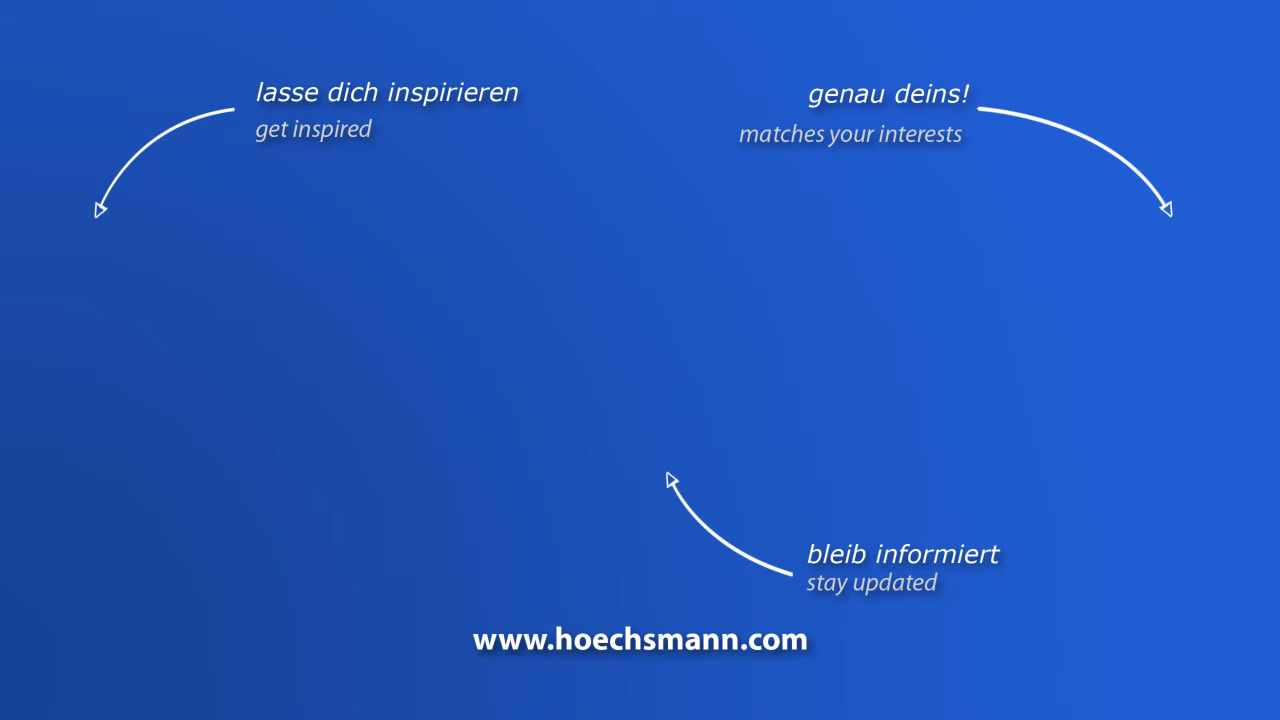 lasse dich inspirieren
get inspired
genau deins!
matches your interests
bleib informiert
stay updated
www.hoechsmann.com